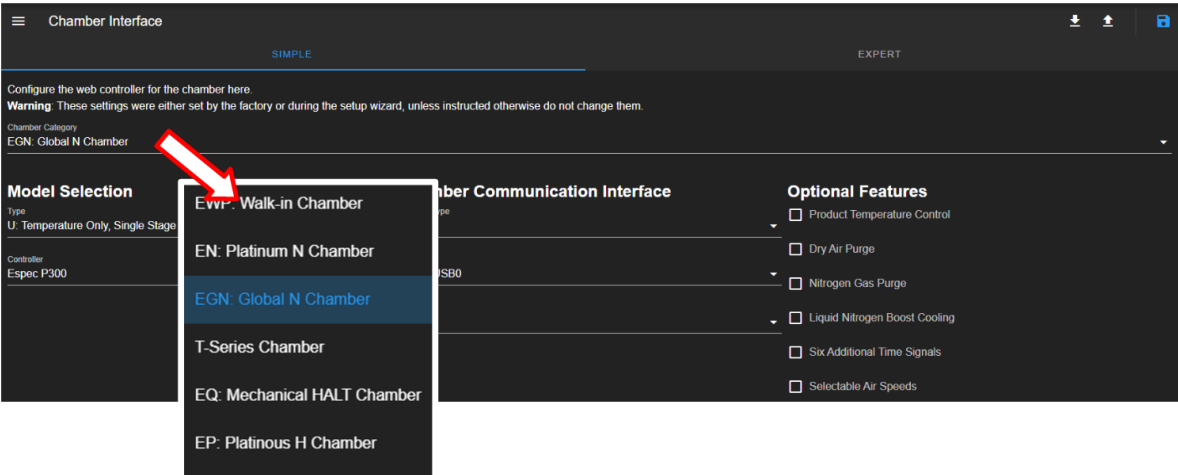 Chamber Interface
SIMPLE
EXPERT
Configure the web controller for the chamber here.
Warning: These settings were either set by the factory or during the setup wizard, unless instructed otherwise do not change them.
Chamber Category
EGN: Global N Chamber
Model Selection
Type
U: Temperature Only, Single Stage
Controller
Espec P300
EWP: Walk-in Chamber
EN: Platinum N Chamber
EGN: Global N Chamber
T-Series Chamber
EQ: Mechanical HALT Chamber
EP: Platinous H Chamber
Communication Interface
Optional Features
Product Temperature Control
Dry Air Purge
Nitrogen Gas Purge
Liquid Nitrogen Boost Cooling
Six Additional Time Signals
Selectable Air Speeds